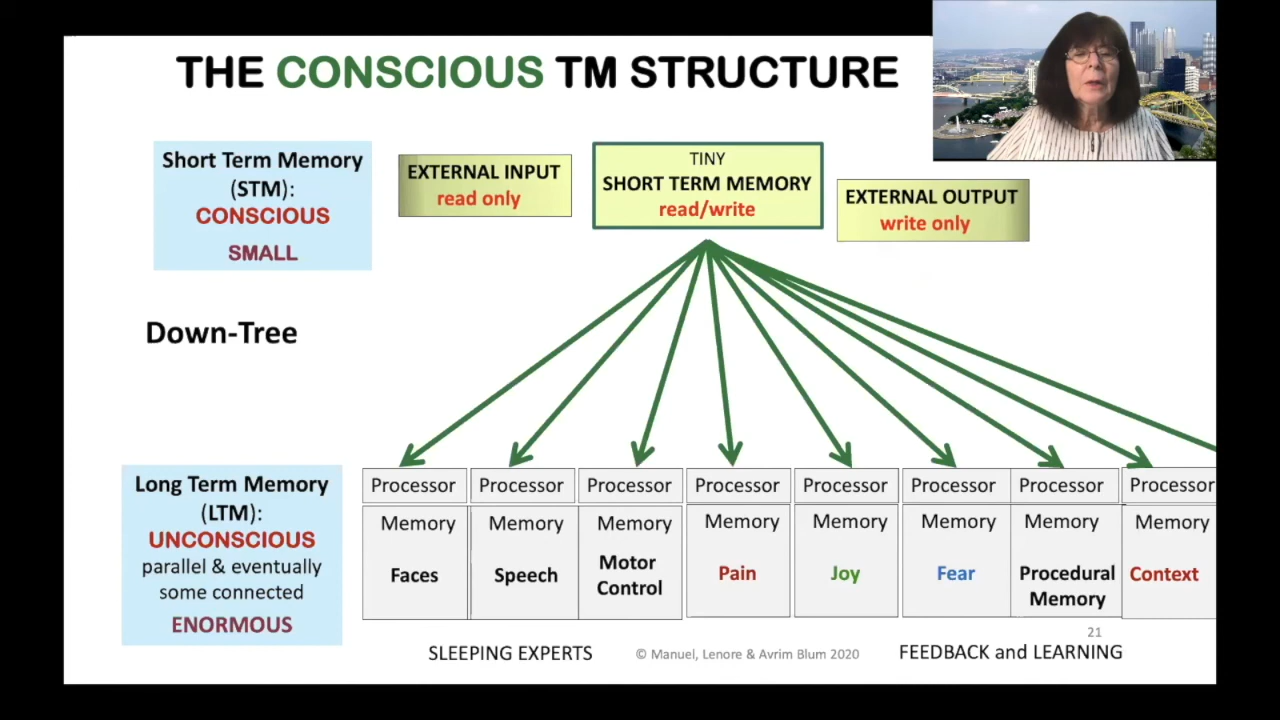 THE CONSCIOUS TM STRUCTURE
Short Term Memory
(STM):
CONSCIOUS
SMALL
EXTERNAL INPUT
read only
TINY
SHORT TERM MEMORY
read/write
EXTERNAL OUTPUT
write only
Down-Tree
Long Term Memory
(LTM):
UNCONSCIOUS
parallel & eventually
some connected
ENORMOUS
Processor Processor Processor Processor Processor Processor Processor Processor
Memory Memory Memory Memory Memory Memory Memory Memory
Faces
Speech
Motor
Control
Pain
Joy
Fear
Procedural
Memory
Context
21
SLEEPING EXPERTS
© Manuel, Lenore & Avrim Blum 2020
FEEDBACK and LEARNING